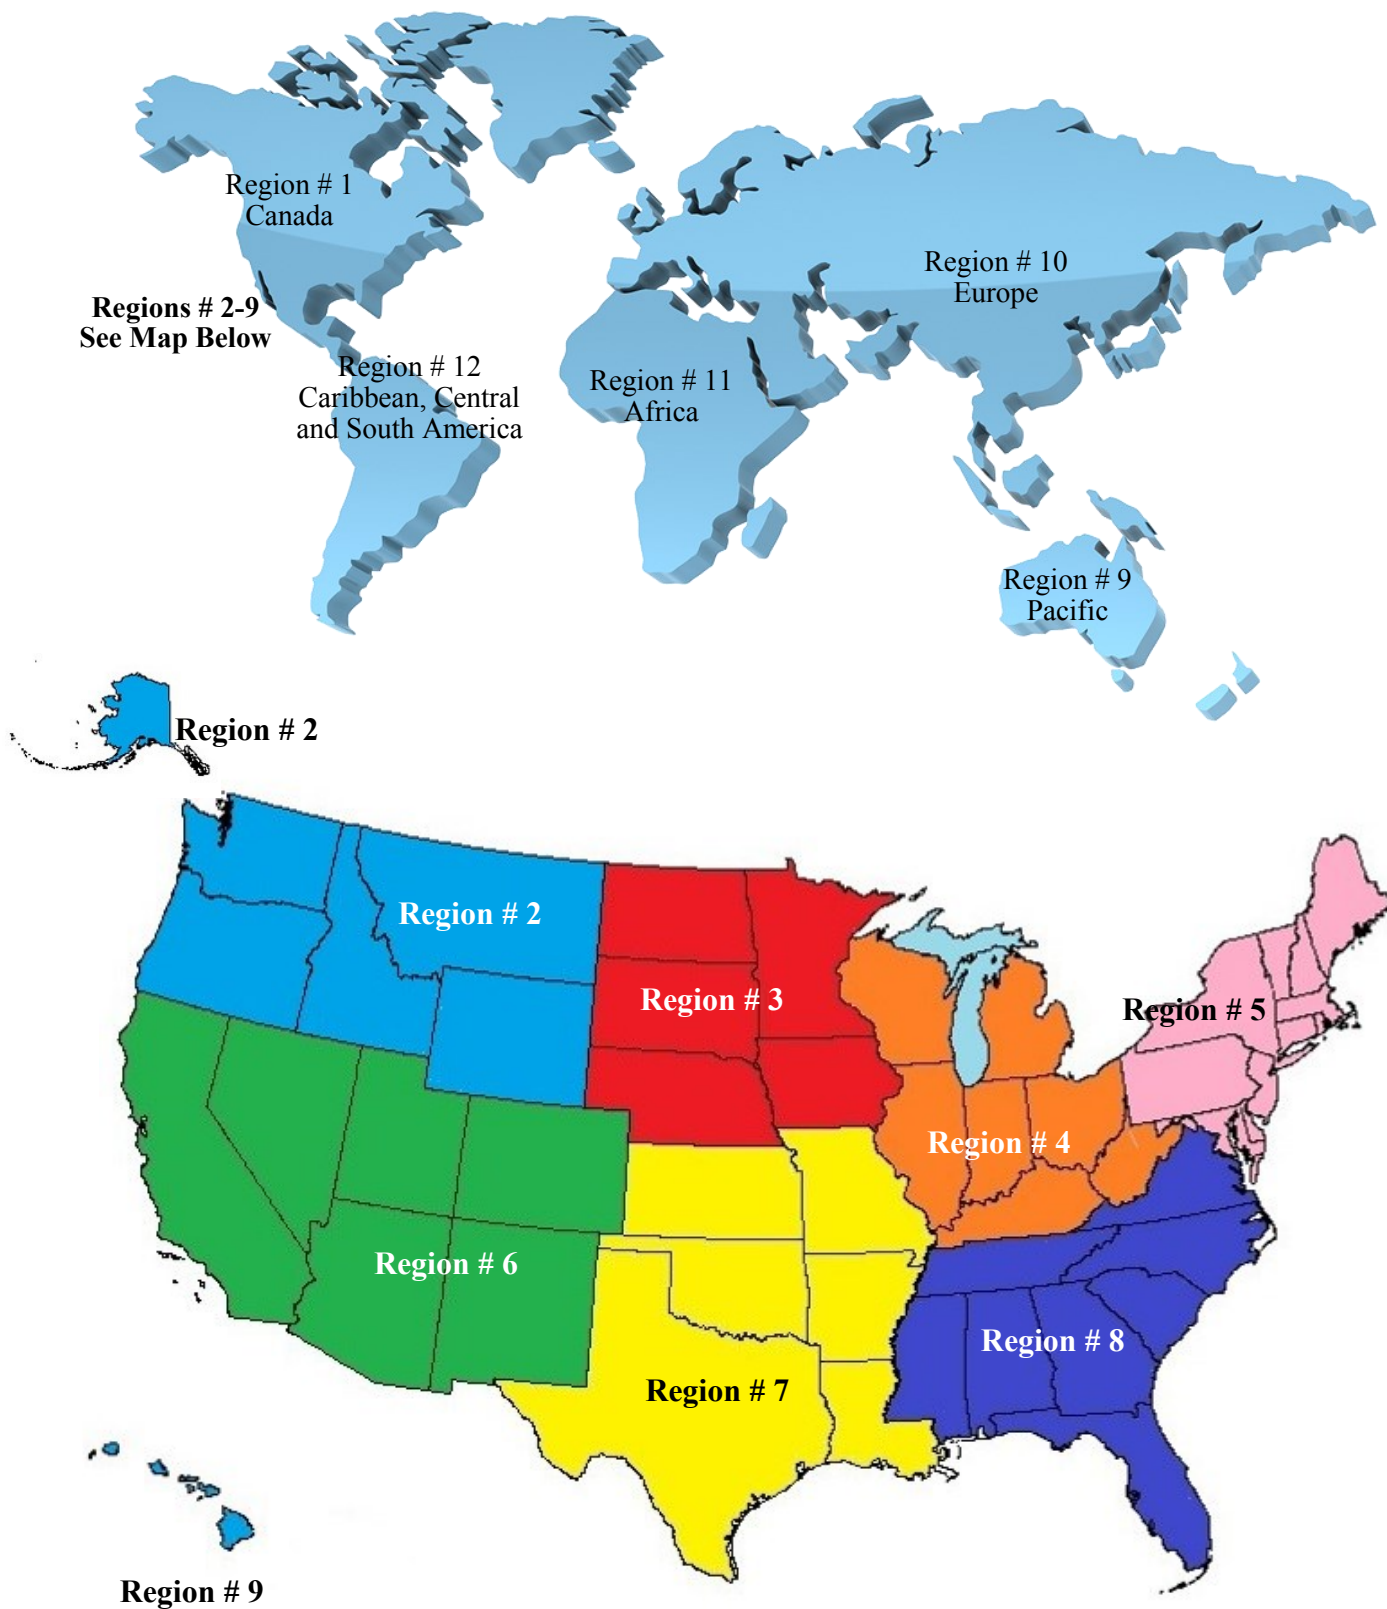 Region # 1
Canada
Region # 10
Europe
Regions # 2-9
See Map Below
Region # 12
Caribbean, Central
and South America
Region # 11
Africa
Region # 9
Pacific
Region # 2
Region # 2
Region # 3
Region # 5
Region # 4
Region # 6
Region # 8
Region # 7
Region # 9